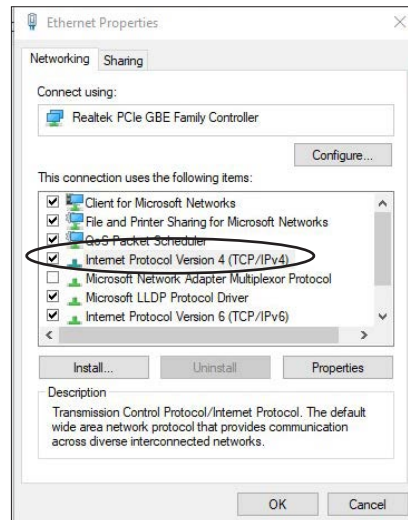 Ethernet Properties
Networking Sharing
Connect using:
Realtek PCIe GBE Family Controller
Configure...
This connection uses the following items:
Client for Microsoft Networks
File and Printer Sharing for Microsoft Networks
QoS Packet Scheduler
Internet Protocol Version 4 (TCP/IPv4)
Microsoft Network Adapter Multiplexor Protocol
Microsoft LLDP Protocol Driver
Internet Protocol Version 6 (TCP/IPv6)
Install... Uninstall Properties
Description
Transmission Control Protocol/Internet Protocol. The default
wide area network protocol that provides communication
across diverse interconnected networks.
OK Cancel